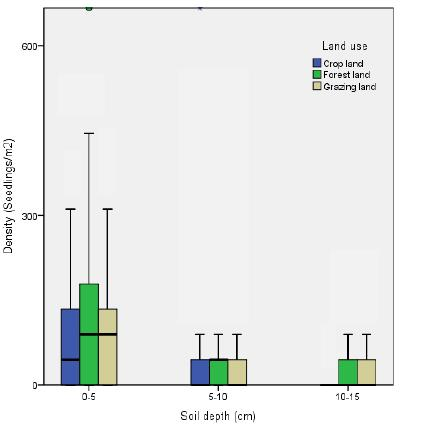 600
300
0
Density (Seedlings/m2)
Land use
Crop land
Forest land
Grazing land
0-5
5-10
10-15
Soil depth (cm)